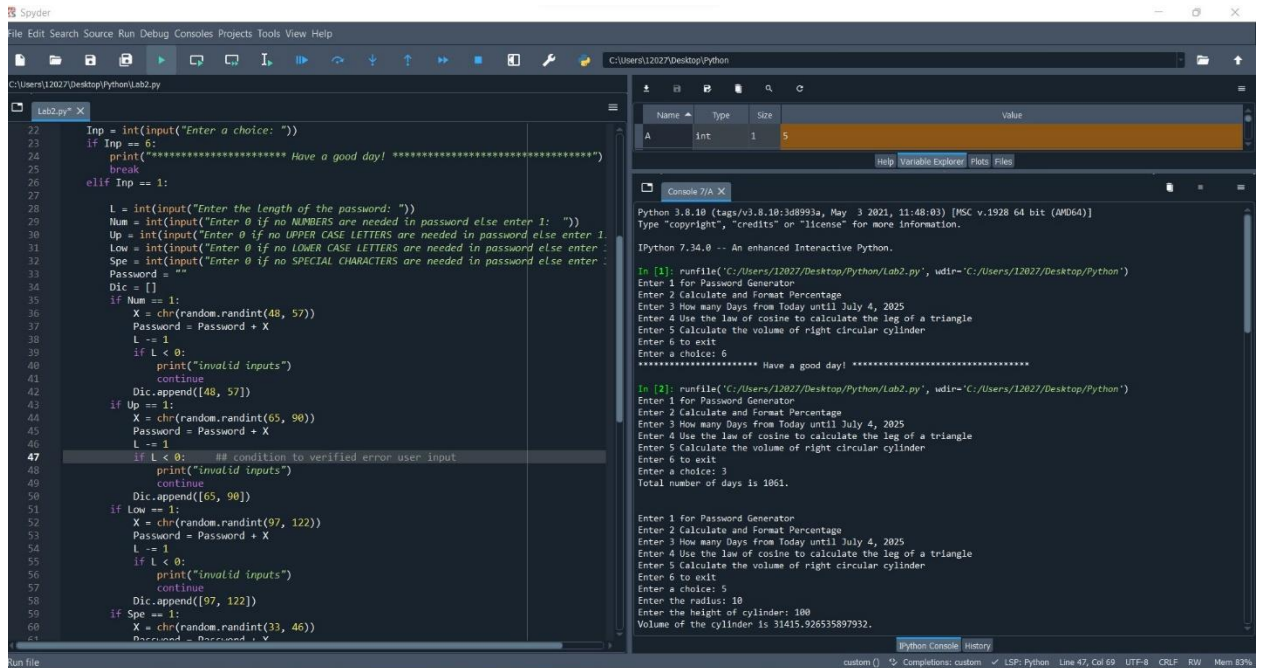 Spyder
File Edit Search Source Run Debug Consoles Projects Tools View Help
C:\Users\12027\Desktop\Python
C:\Users\12027\Desktop\Python\Lab2.py
Lab2.py* X
22 Inp = int(input("Enter a choice: "))
23 if Inp == 6:
24 print("*********************** Have a good day! **********************************")
25 break
26 elif Inp == 1:
27
28 L = int(input("Enter the length of the password: "))
29 Num = int(input("Enter 0 if no NUMBERS are needed in password else enter 1:  "))
30 Up = int(input("Enter 0 if no UPPER CASE LETTERS are needed in password else enter 1
31 Low = int(input("Enter 0 if no LOWER CASE LETTERS are needed in password else enter
32 Spe = int(input("Enter 0 if no SPECIAL CHARACTERS are needed in password else enter
33 Password = ""
34 Dic = []
35 if Num == 1:
36 X = chr(random.randint(48, 57))
37 Password = Password + X
38 L -= 1
39 if L < 0:
40 print("invalid inputs")
41 continue
42 Dic.append([48, 57])
43 if Up == 1:
44 X = chr(random.randint(65, 90))
45 Password = Password + X
46 L -= 1
47 if L < 0:     ## condition to verified error user input
48 print("invalid inputs")
49 continue
50 Dic.append([65, 90])
51 if Low == 1:
52 X = chr(random.randint(97, 122))
53 Password = Password + X
54 L -= 1
55 if L < 0:
56 print("invalid inputs")
57 continue
58 Dic.append([97, 122])
59 if Spe == 1:
60 X = chr(random.randint(33, 46))
61 Password = Password + X
Name Type Size Value
A int 1 5
Help Variable Explorer Plots Files
Console 7/A X
Python 3.8.10 (tags/v3.8.10:3d8993a, May  3 2021, 11:48:03) [MSC v.1928 64 bit (AMD64)]
Type "copyright", "credits" or "license" for more information.
IPython 7.34.0 -- An enhanced Interactive Python.
In [1]: runfile('C:/Users/12027/Desktop/Python/Lab2.py', wdir='C:/Users/12027/Desktop/Python')
Enter 1 for Password Generator
Enter 2 Calculate and Format Percentage
Enter 3 How many Days from Today until July 4, 2025
Enter 4 Use the law of cosine to calculate the leg of a triangle
Enter 5 Calculate the volume of right circular cylinder
Enter 6 to exit
Enter a choice: 6
*********************** Have a good day! **********************************
In [2]: runfile('C:/Users/12027/Desktop/Python/Lab2.py', wdir='C:/Users/12027/Desktop/Python')
Enter 1 for Password Generator
Enter 2 Calculate and Format Percentage
Enter 3 How many Days from Today until July 4, 2025
Enter 4 Use the law of cosine to calculate the leg of a triangle
Enter 5 Calculate the volume of right circular cylinder
Enter 6 to exit
Enter a choice: 3
Total number of days is 1061.
Enter 1 for Password Generator
Enter 2 Calculate and Format Percentage
Enter 3 How many Days from Today until July 4, 2025
Enter 4 Use the law of cosine to calculate the leg of a triangle
Enter 5 Calculate the volume of right circular cylinder
Enter 6 to exit
Enter a choice: 5
Enter the radius: 10
Enter the height of cylinder: 100
Volume of the cylinder is 31415.926535897932.
IPython Console History
Run file
custom () Completions: custom ✓ LSP: Python Line 47, Col 69 UTF-8 CRLF RW Mem 83%